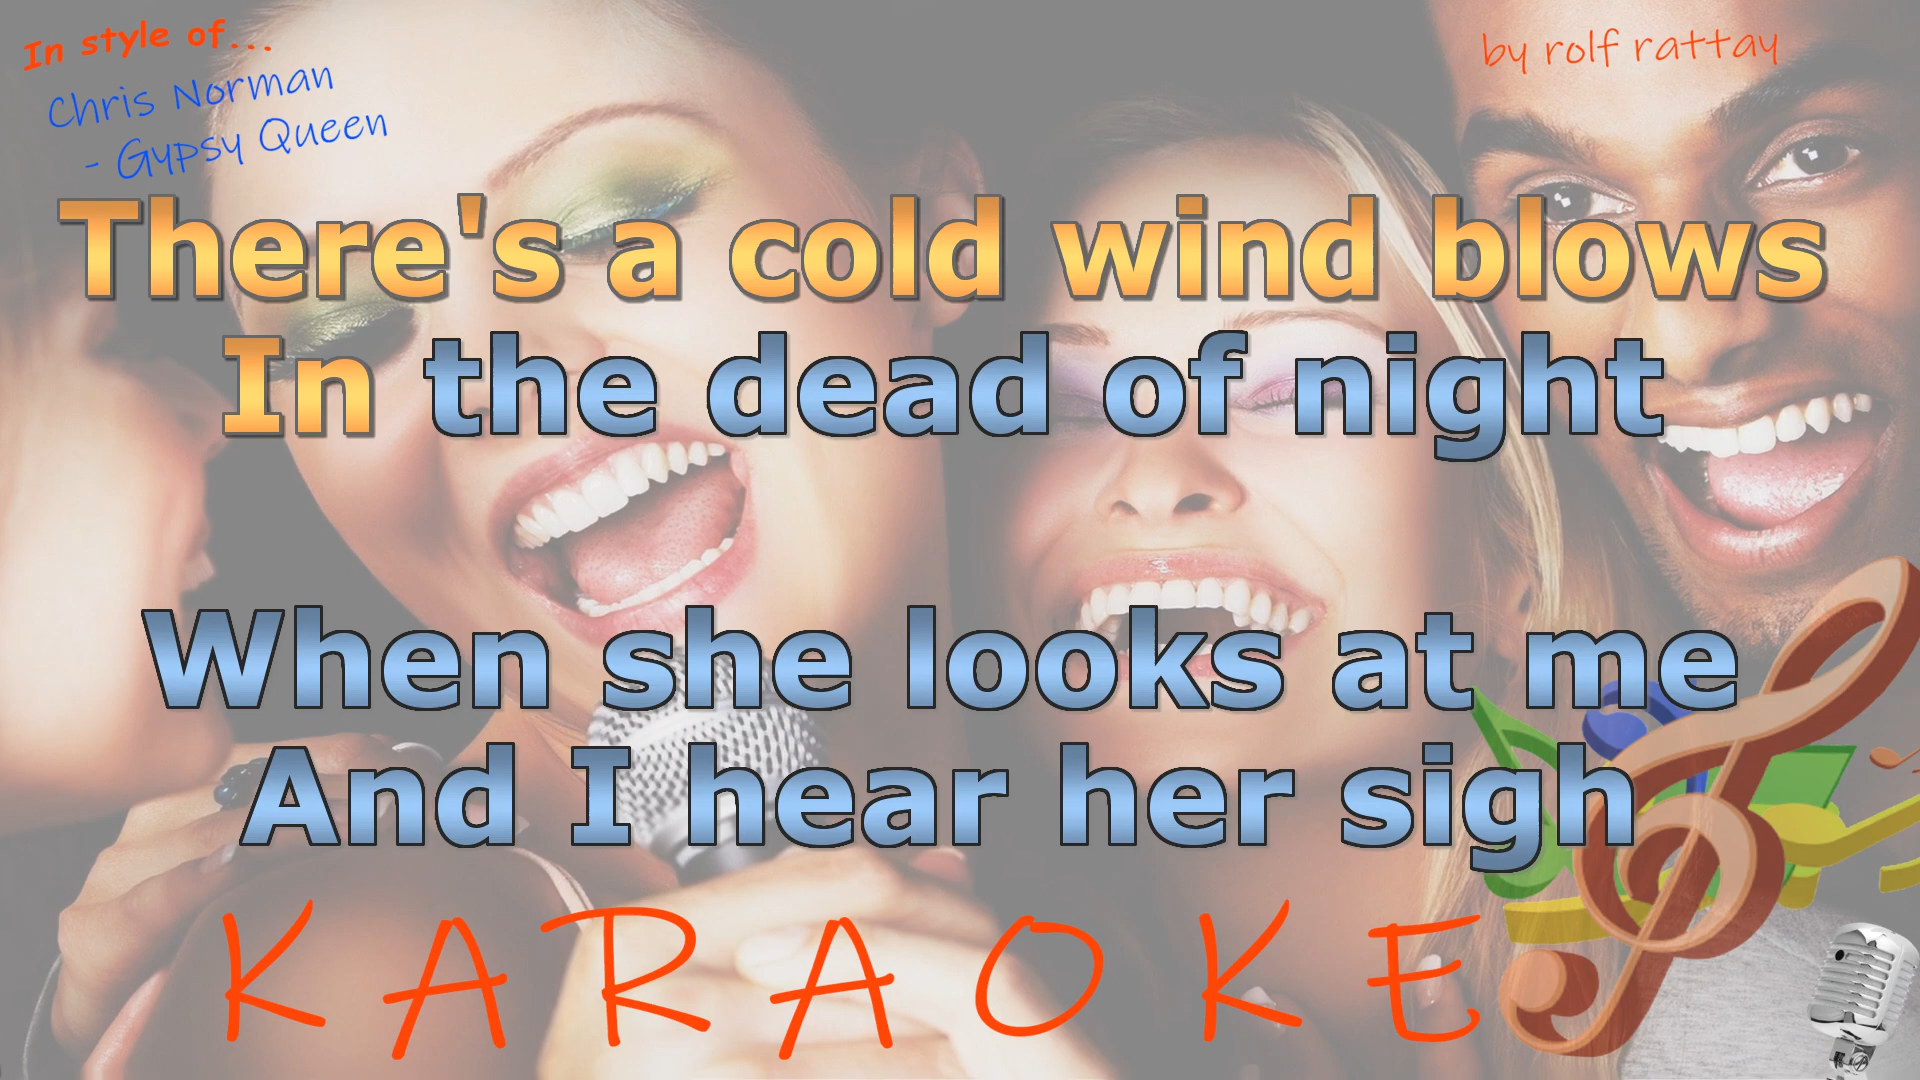 In style of...
Chris Norman
- Gypsy Queen
by rolf rattay
There's a cold wind blows
In the dead of night
When she looks at me
And I hear her sigh
KARAOKE